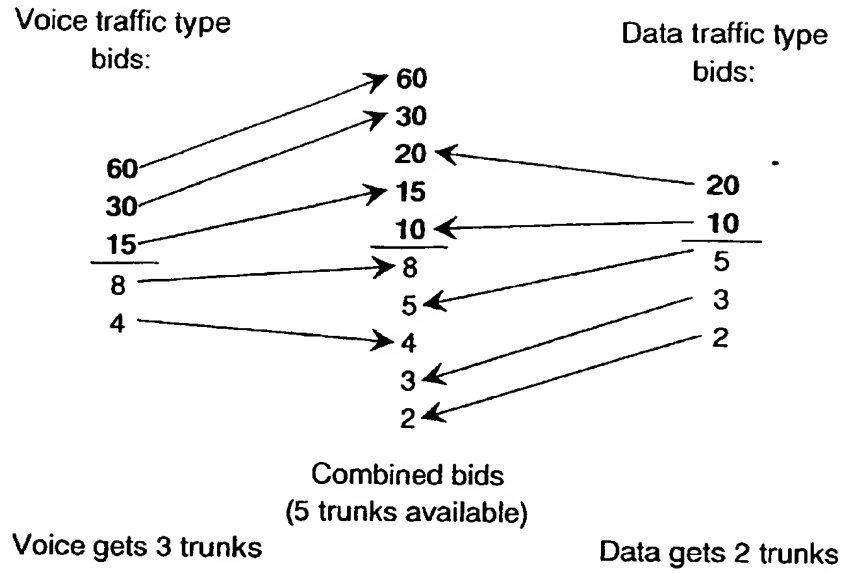 Voice traffic type
bids:
60
30
15
8
4
60
30
20
15
10
8
5
4
3
2
Data traffic type
bids:
20
10
5
3
2
Combined bids
(5 trunks available)
Voice gets 3 trunks
Data gets 2 trunks